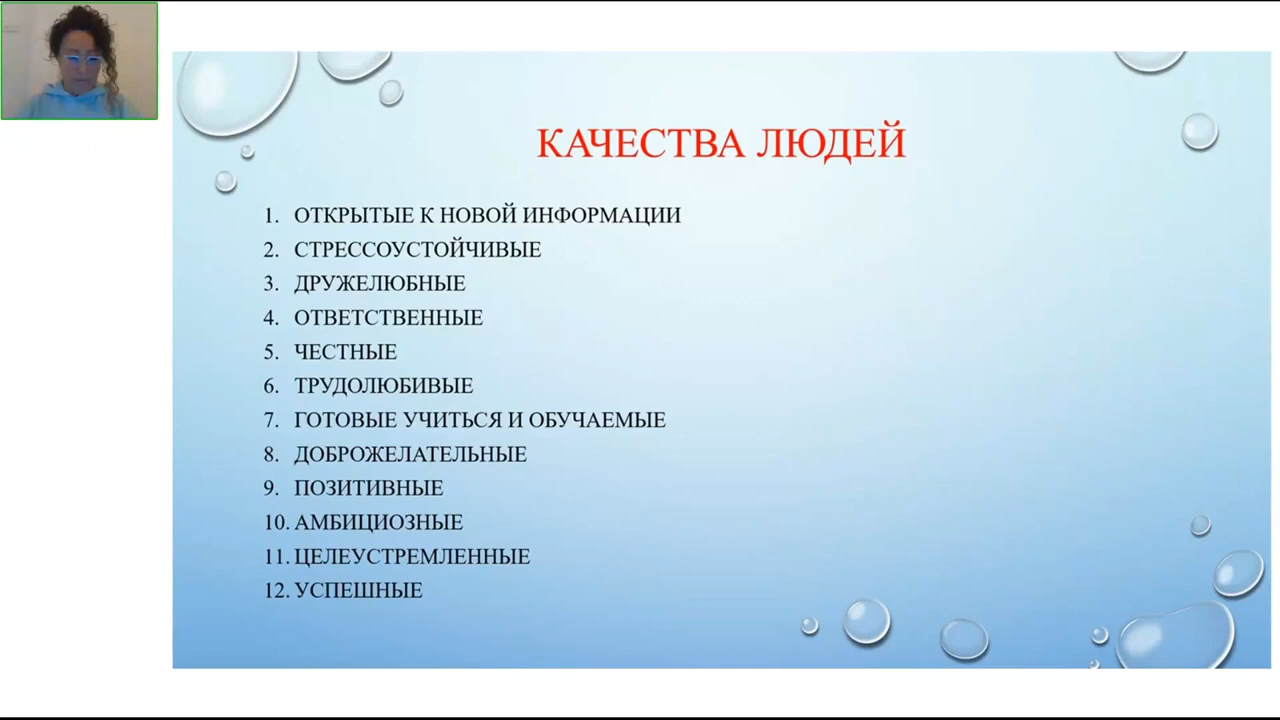 КАЧЕСТВА ЛЮДЕЙ
1. ОТКРЫТЫЕ К НОВОЙ ИНФОРМАЦИИ
2. СТРЕССОУСТОЙЧИВЫЕ
3. ДРУЖЕЛЮБНЫЕ
4. ОТВЕТСТВЕННЫЕ
5. ЧЕСТНЫЕ
6. ТРУДОЛЮБИВЫЕ
7. ГОТОВЫЕ УЧИТЬСЯ И ОБУЧАЕМЫЕ
8. ДОБРОЖЕЛАТЕЛЬНЫЕ
9. ПОЗИТИВНЫЕ
10. АМБИЦИОЗНЫЕ
11. ЦЕЛЕУСТРЕМЛЕННЫЕ
12. УСПЕШНЫЕ